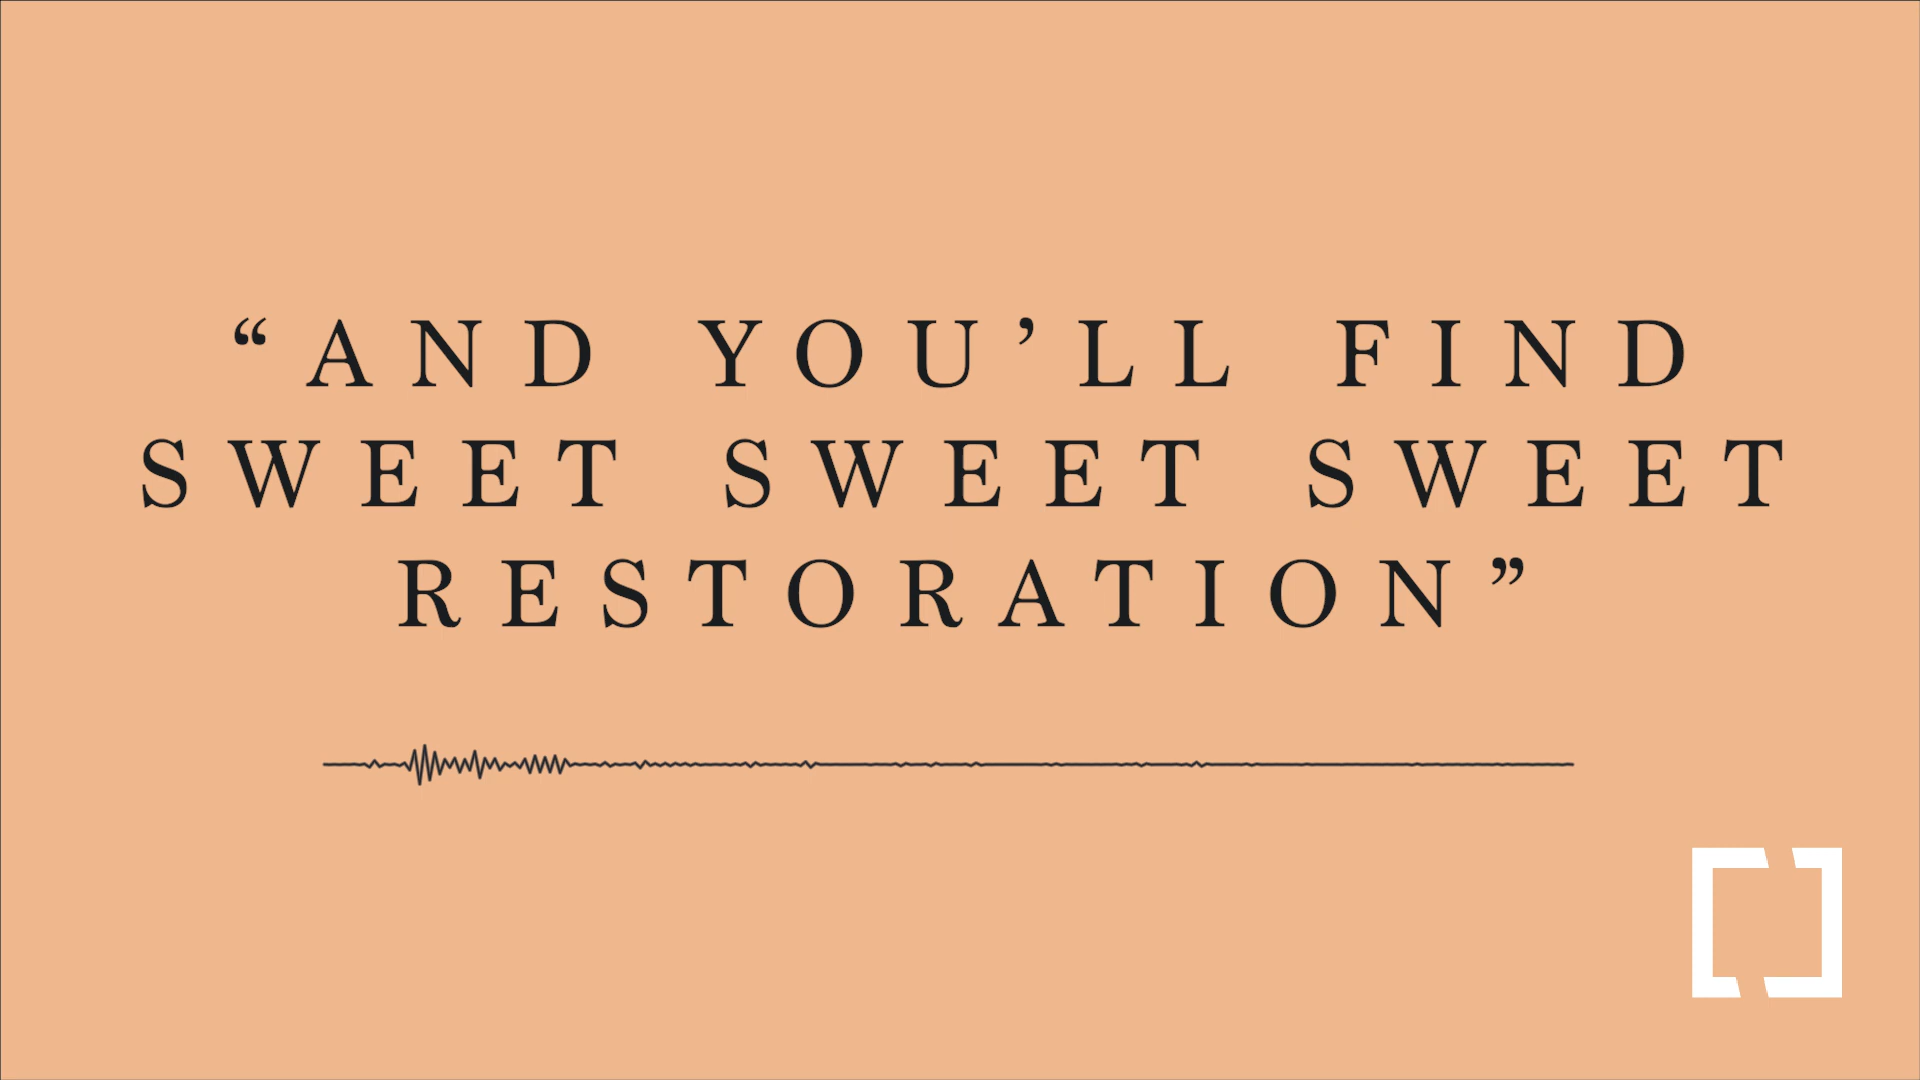 “AND YOU’LL FIND
SWEET SWEET SWEET
RESTORATION”